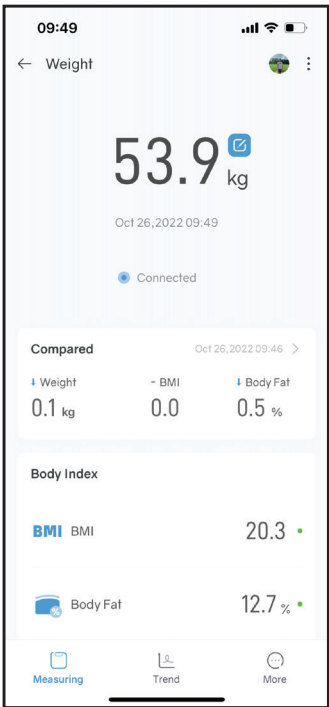 09:49
← Weight
53.9 kg
Oct 26,2022 09:49
Connected
Compared Oct 26,2022 09:46 >
↓ Weight - BMI ↓ Body Fat
0.1 kg 0.0 0.5 %
Body Index
BMI BMI 20.3
% Body Fat 12.7 %
Measuring Trend More